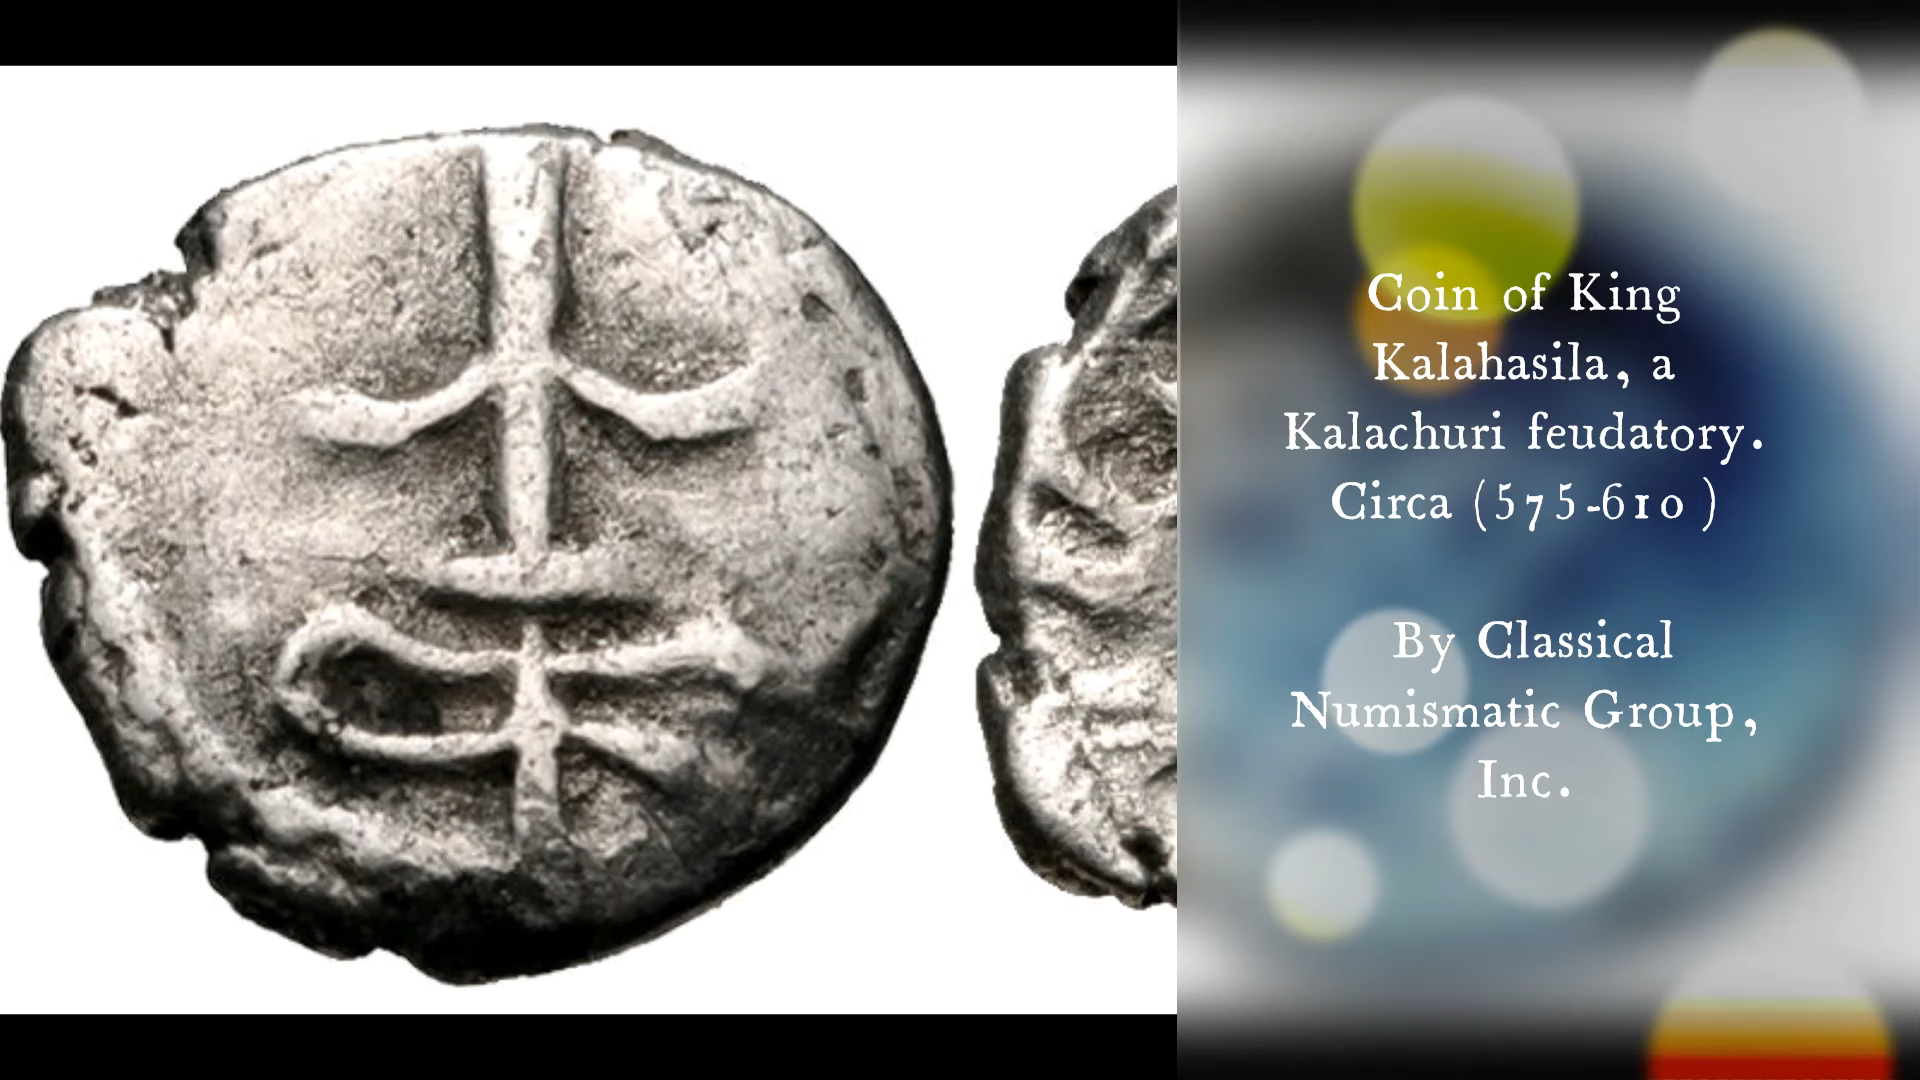 Coin of King
Kalahasila, a
Kalachuri feudatory.
Circa (575-610 )
By Classical
Numismatic Group,
Inc.